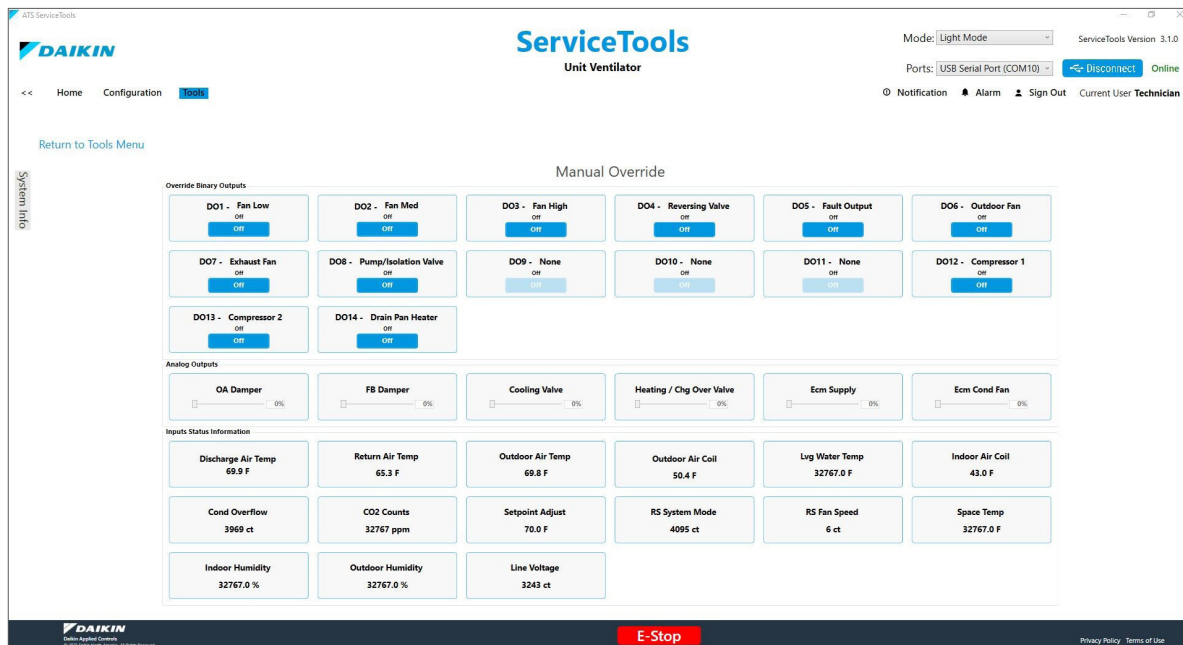 ATS ServiceTools
DAIKIN
ServiceTools
Unit Ventilator
Mode: Light Mode
ServiceTools Version 3.1.0
Ports: USB Serial Port (COM10)
Disconnect
Online
<< Home Configuration Tools
Notification Alarm Sign Out Current User Technician
Return to Tools Menu
System Info
Manual Override
Override Binary Outputs
DO1 - Fan Low
Off
Off
DO2 - Fan Med
Off
Off
DO3 - Fan High
Off
Off
DO4 - Reversing Valve
Off
Off
DO5 - Fault Output
Off
Off
DO6 - Outdoor Fan
Off
Off
DO7 - Exhaust Fan
Off
Off
DO8 - Pump/Isolation Valve
Off
Off
DO9 - None
Off
Off
DO10 - None
Off
Off
DO11 - None
Off
Off
DO12 - Compressor 1
Off
Off
DO13 - Compressor 2
Off
Off
DO14 - Drain Pan Heater
Off
Off
Analog Outputs
OA Damper
0%
FB Damper
0%
Cooling Valve
0%
Heating / Chg Over Valve
0%
Ecm Supply
0%
Ecm Cond Fan
0%
Inputs Status Information
Discharge Air Temp
69.9 F
Return Air Temp
65.3 F
Outdoor Air Temp
69.8 F
Outdoor Air Coil
50.4 F
Lvg Water Temp
32767.0 F
Indoor Air Coil
43.0 F
Cond Overflow
3969 ct
CO2 Counts
32767 ppm
Setpoint Adjust
70.0 F
RS System Mode
4095 ct
RS Fan Speed
6 ct
Space Temp
32767.0 F
Indoor Humidity
32767.0 %
Outdoor Humidity
32767.0 %
Line Voltage
3243 ct
DAIKIN
Daikin Applied Controls
E-Stop
Privacy Policy Terms of Use